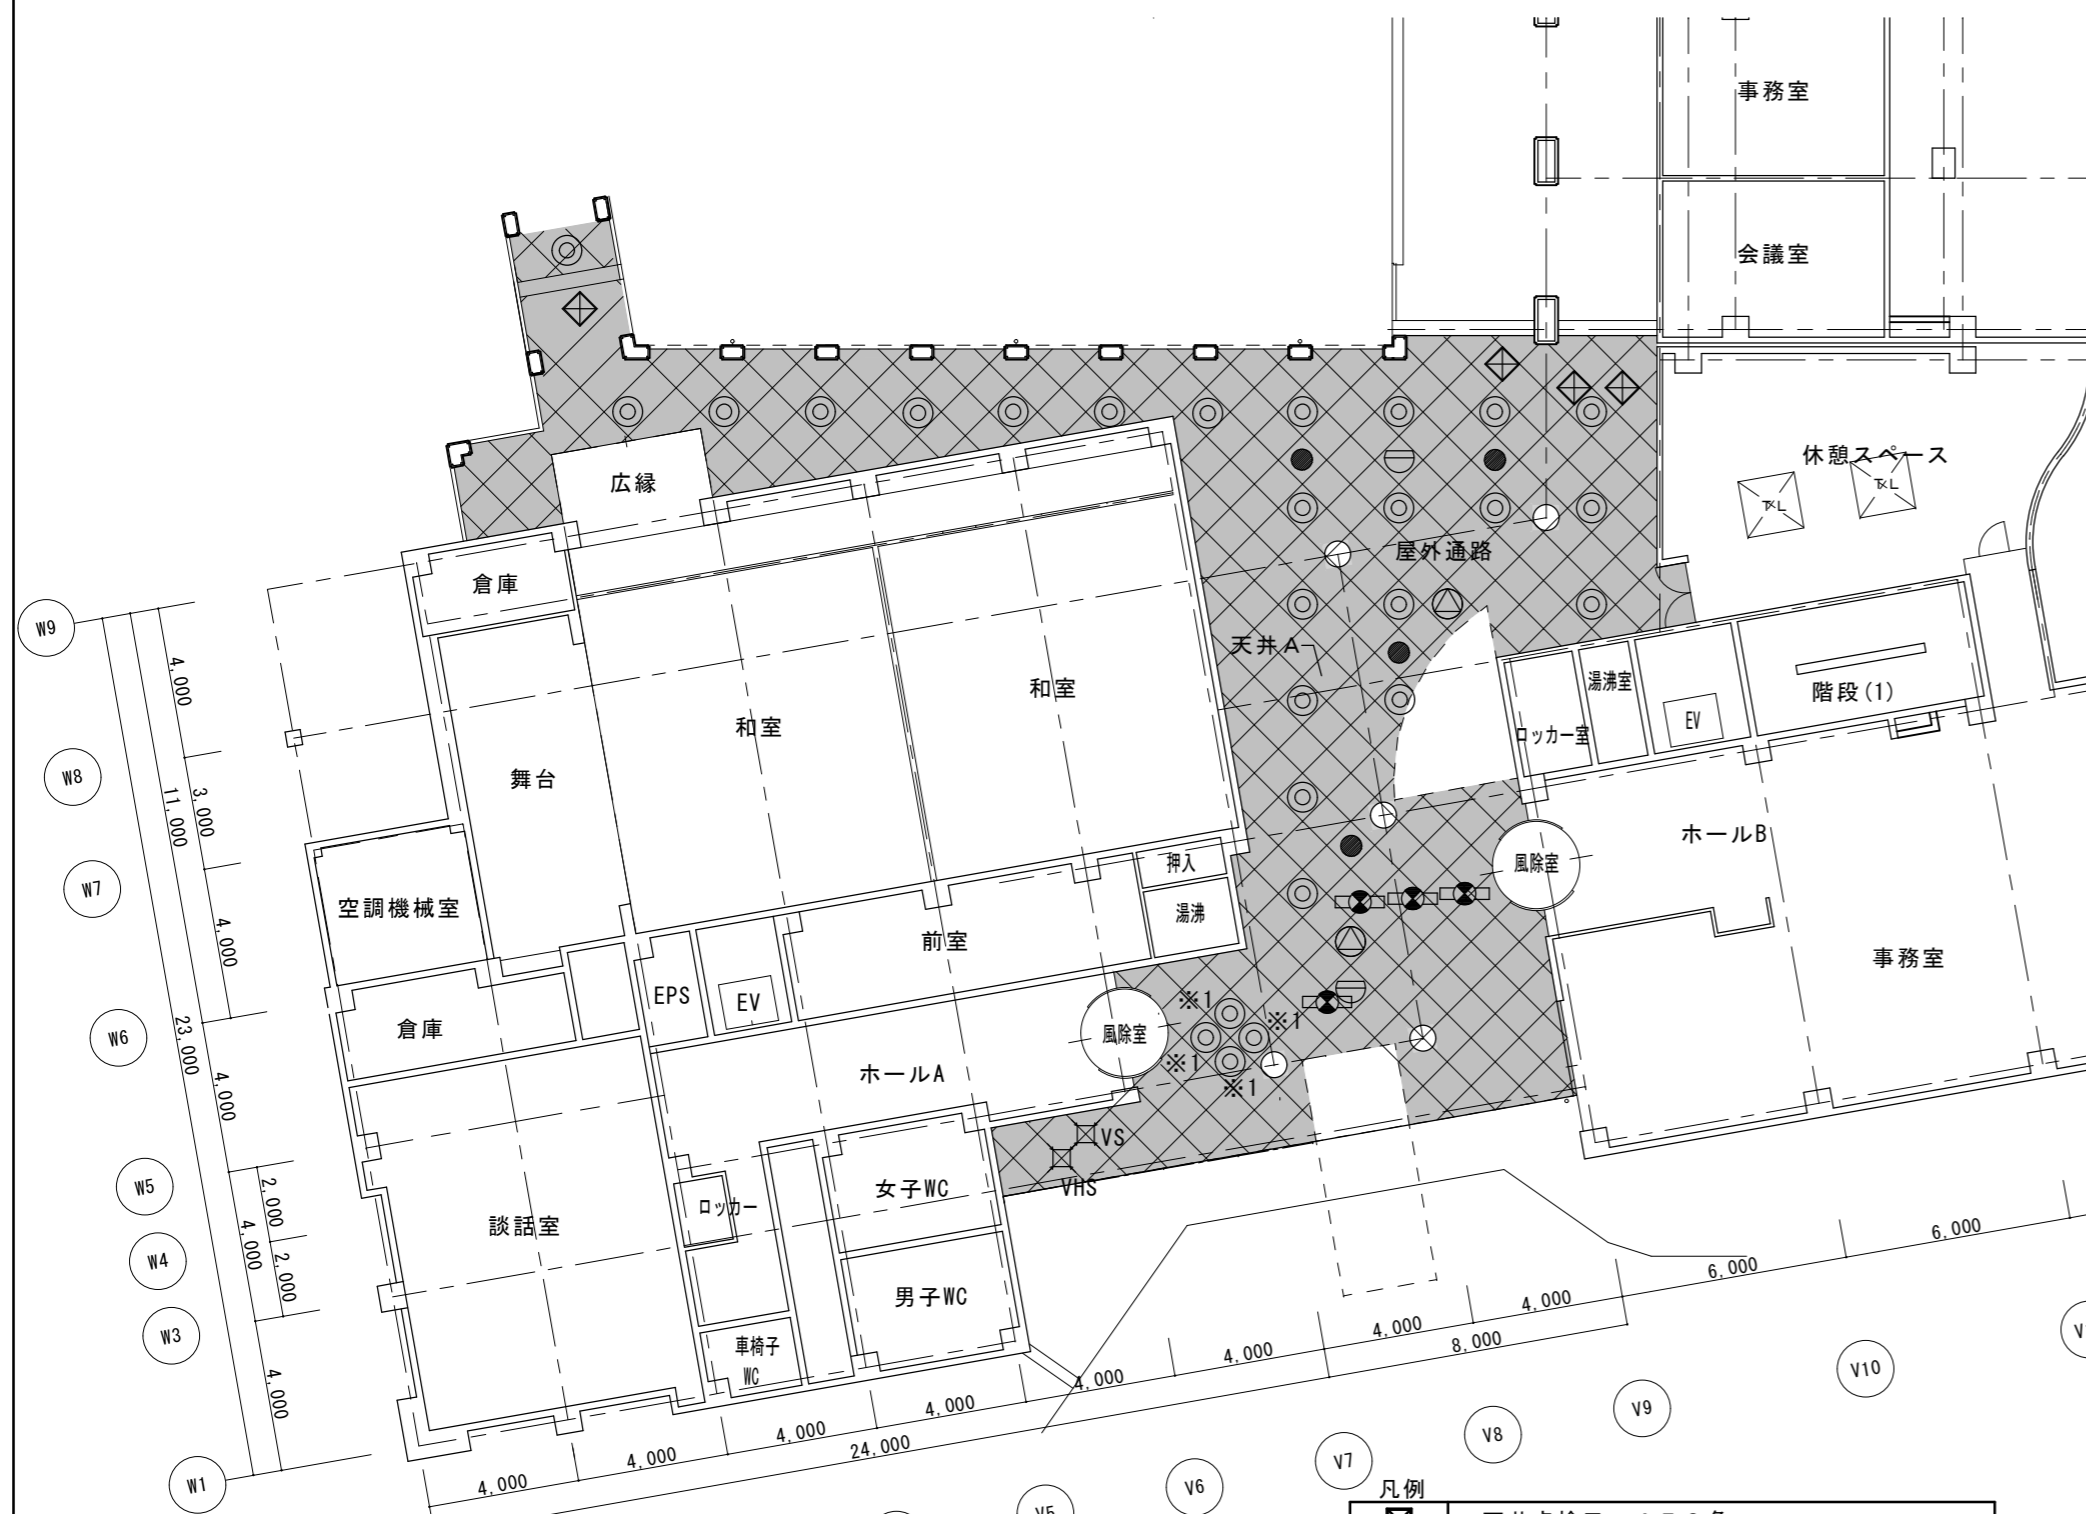 事務室
会議室
休憩スペース
広縁
屋外通路
倉庫
W9
天井A
4,000
湯沸室
和室
階段(1)
和室
EV
ロッカー室
W8
舞台
3,000
11,000
ホールB
押入
風除室
W7
空調機械室
湯沸
4,000
前室
事務室
EPS
EV
※1
※1
倉庫
風除室
W6
23,000
※1
ホールA
※1
4,000
VS
W5
2,000
VHS
女子WC
ロッカー
談話室
4,000
6,000
W4
2,000
6,000
男子WC
4,000
W3
4,000
車椅子
WC
8,000
4,000
4,000
V10
4,000
4,000
V9
4,000
V8
24,000
4,000
V7
W1
4,000
V6
凡例
V5